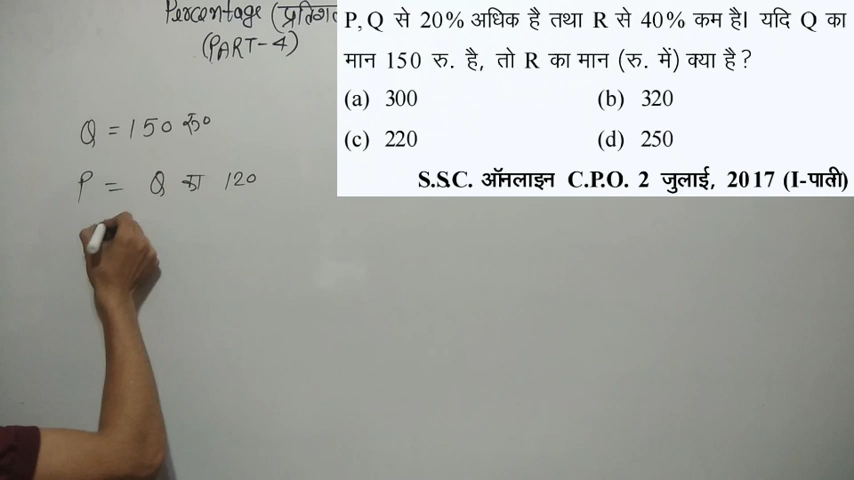 Percentage (प्रतिशत
(PART-4)
P, Q से 20% अधिक है तथा R से 40% कम है। यदि Q का
मान 150 रु. है, तो R का मान (रु. में) क्या है?
(a) 300 (b) 320
(c) 220 (d) 250
S.S.C. ऑनलाइन C.P.O. 2 जुलाई, 2017 (I-पाली)
Q = 150 रु०
P = Q का 120